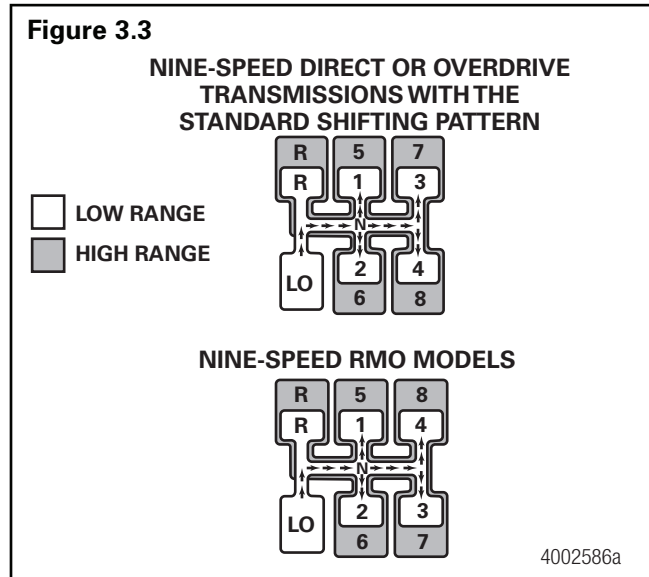 Figure 3.3
NINE-SPEED DIRECT OR OVERDRIVE
TRANSMISSIONS WITH THE
STANDARD SHIFTING PATTERN
R 5 7
R 1 3
LOW RANGE
N
HIGH RANGE
LO 2 4
6 8
NINE-SPEED RMO MODELS
R 5 8
R 1 4
N
LO 2 3
6 7
4002586a